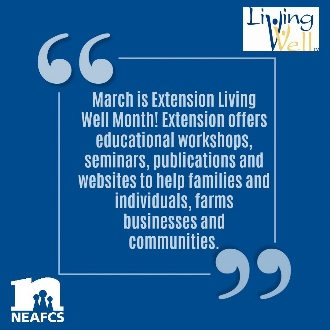 Living
Well
March is Extension Living
Well Month! Extension offers
educational workshops,
seminars, publications and
websites to help families and
individuals, farms
businesses and
communities.
NEAFCS